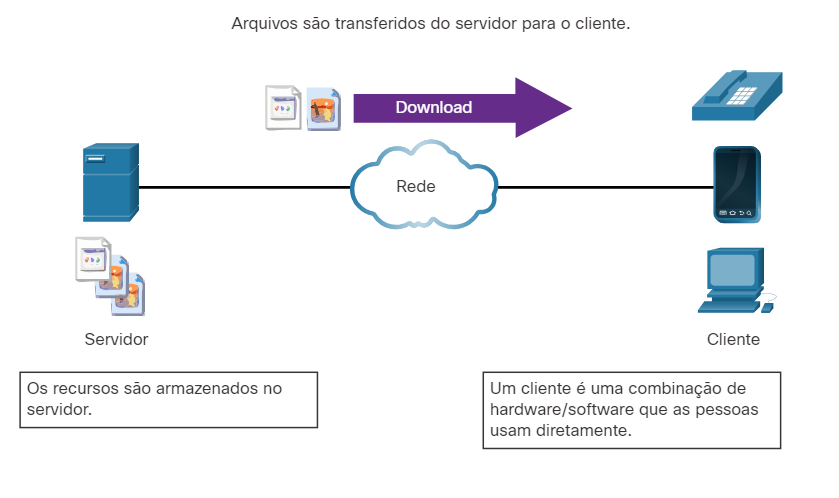 Arquivos são transferidos do servidor para o cliente.
Download
Rede
Servidor
Cliente
Os recursos são armazenados no
servidor.
Um cliente é uma combinação de
hardware/software que as pessoas
usam diretamente.